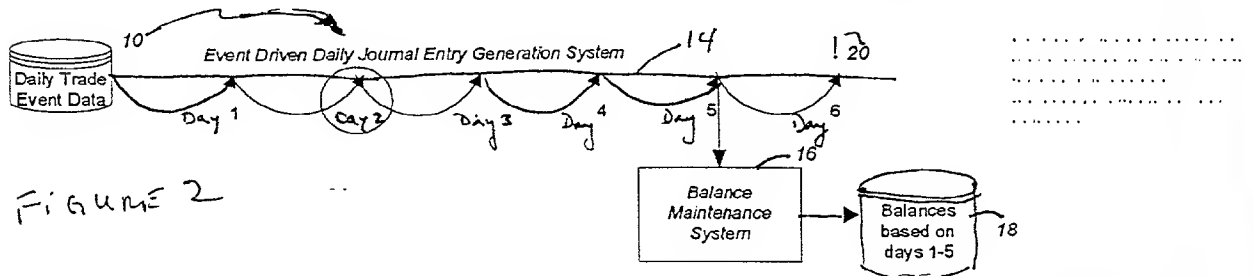 10
Event Driven Daily Journal Entry Generation System
14
! 20
Daily Trade
Event Data
Day 1
Day 2
Day 3
Day 4
Day 5
Day 6
16
FIGURE 2
Balance
Maintenance
System
Balances
based on
days 1-5
18